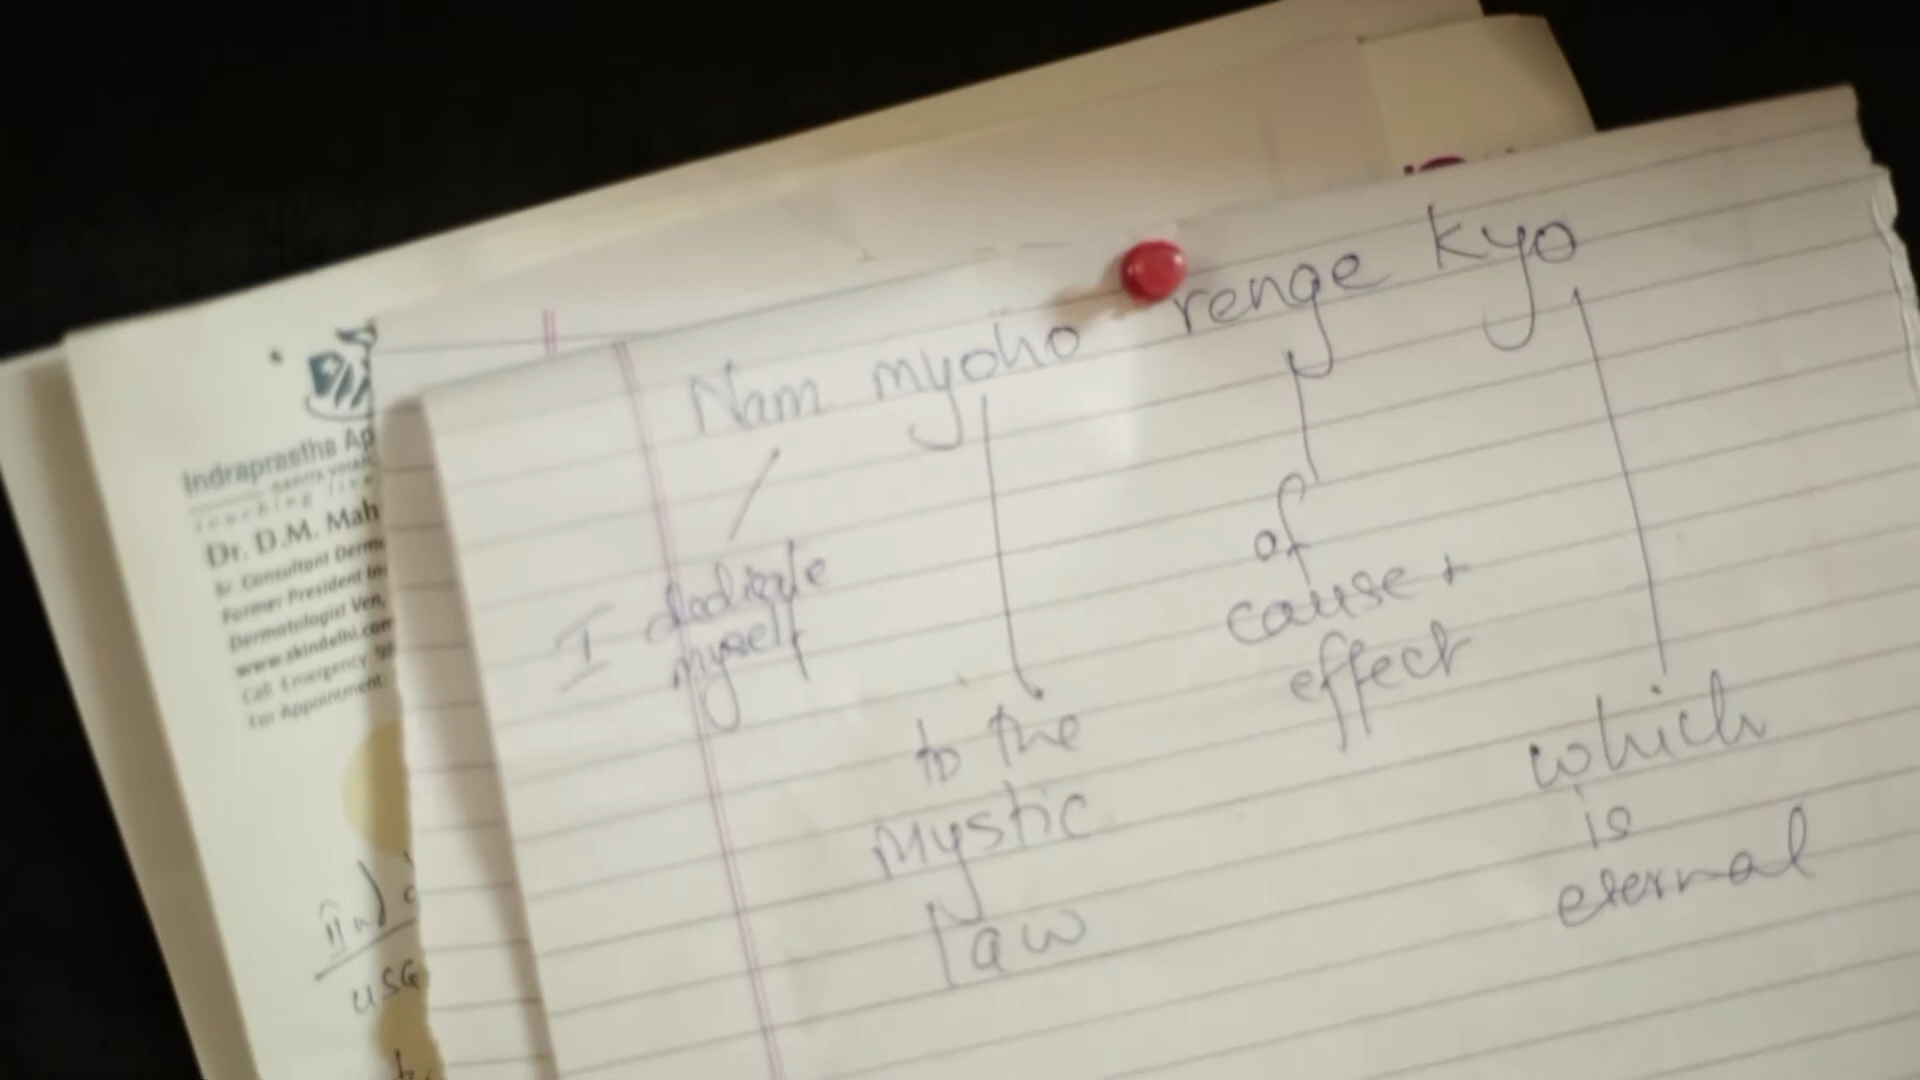 Nam myoho renge kyo
I dedicate
myself
to the
mystic
law
of
cause +
effect
which
is
eternal
Indraprastha Ap
Dr. D.M. Mah
Sr Consultant Derm
Former President In
Dermatologist Ven,
www.skindelhi.com
Call Emergency
For Appointment
USG